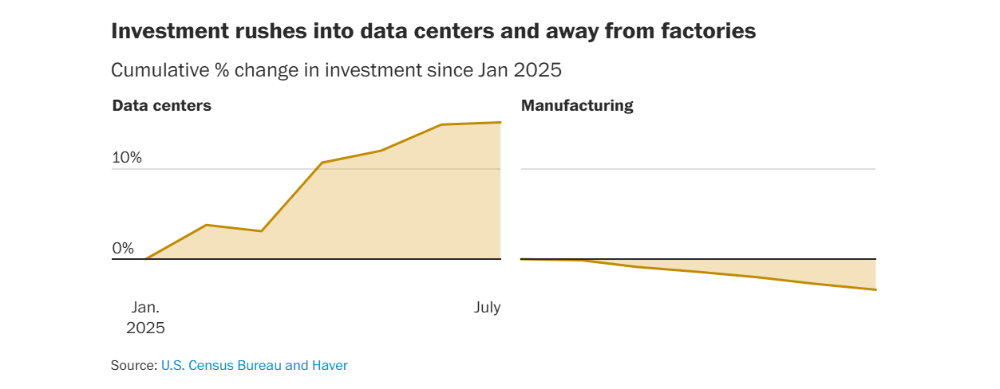 Investment rushes into data centers and away from factories
Cumulative % change in investment since Jan 2025
Data centers
Manufacturing
10%
0%
Jan.
2025
July
Source: U.S. Census Bureau and Haver